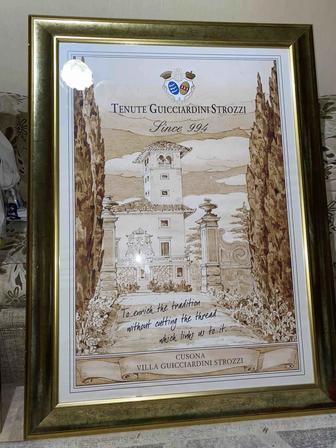 TENUTE GUICCIARDINI STROZZI
Since 994
To enrich the tradition
without cutting the thread
which links us to it.
CUSONA
VILLA GUICCIARDINI STROZZI